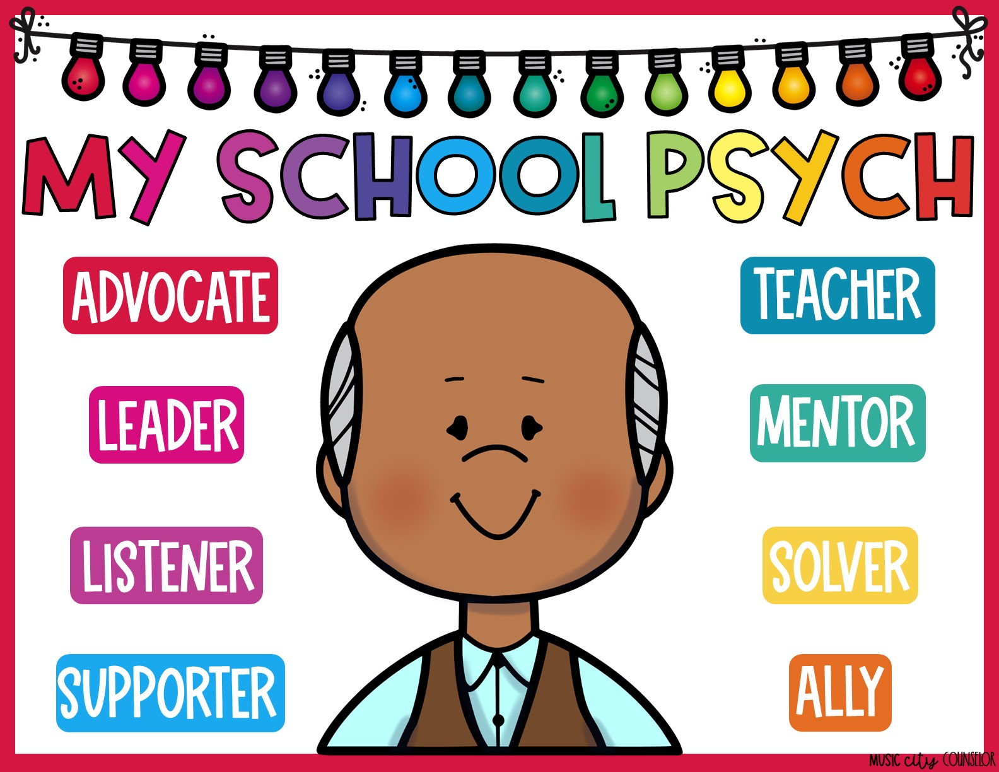 MY SCHOOL PSYCH
ADVOCATE
LEADER
LISTENER
SUPPORTER
TEACHER
MENTOR
SOLVER
ALLY
MUSIC city COUNSELOR